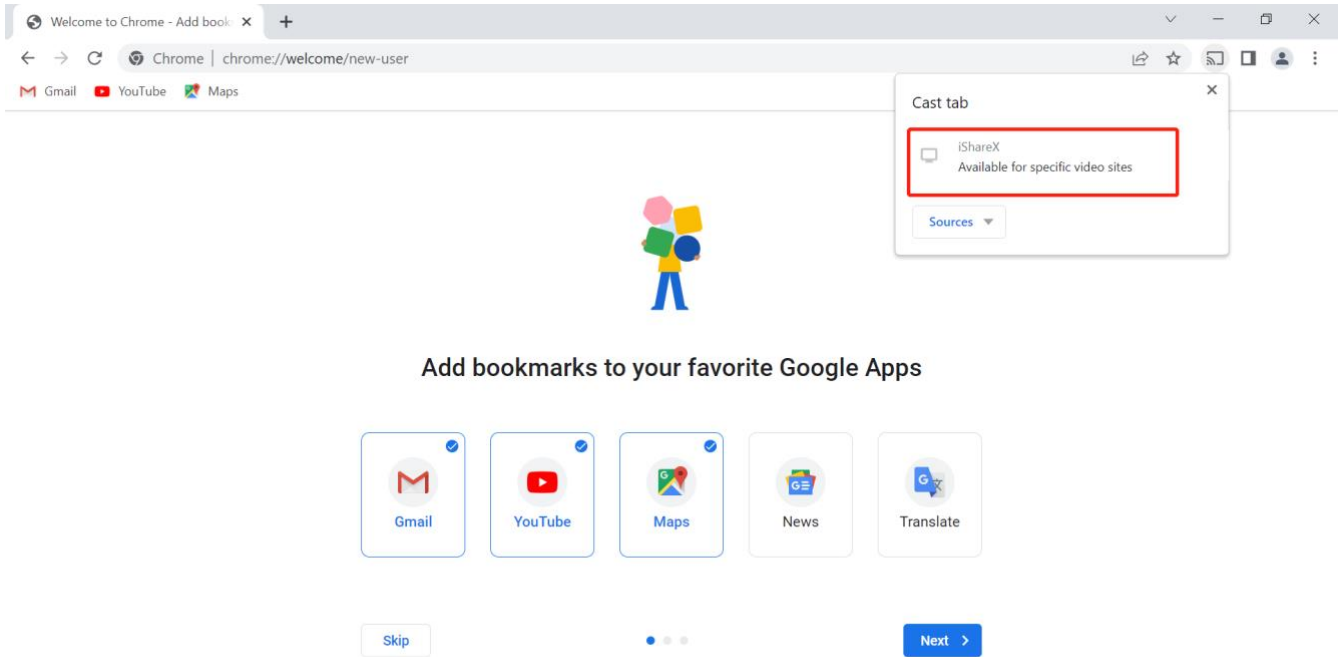 Welcome to Chrome - Add book
Chrome | chrome://welcome/new-user
Gmail YouTube Maps
Cast tab
iShareX
Available for specific video sites
Sources
Add bookmarks to your favorite Google Apps
Gmail YouTube Maps News Translate
Skip Next